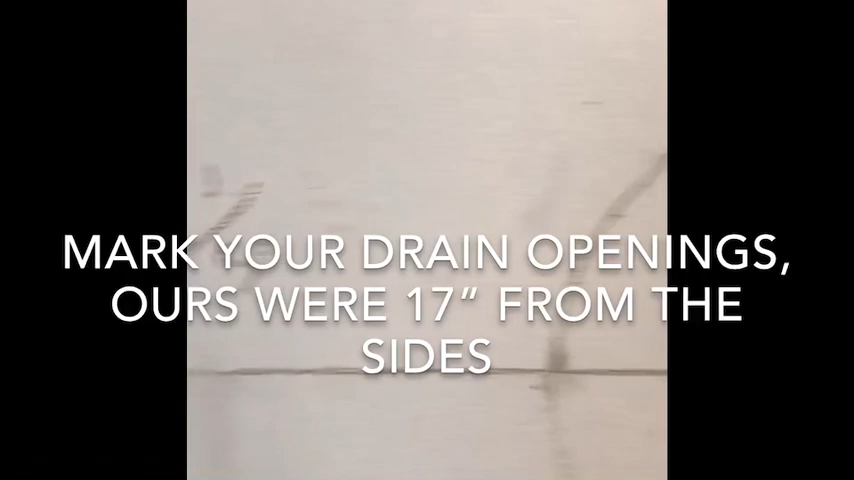 MARK YOUR DRAIN OPENINGS,
OURS WERE 17” FROM THE
SIDES